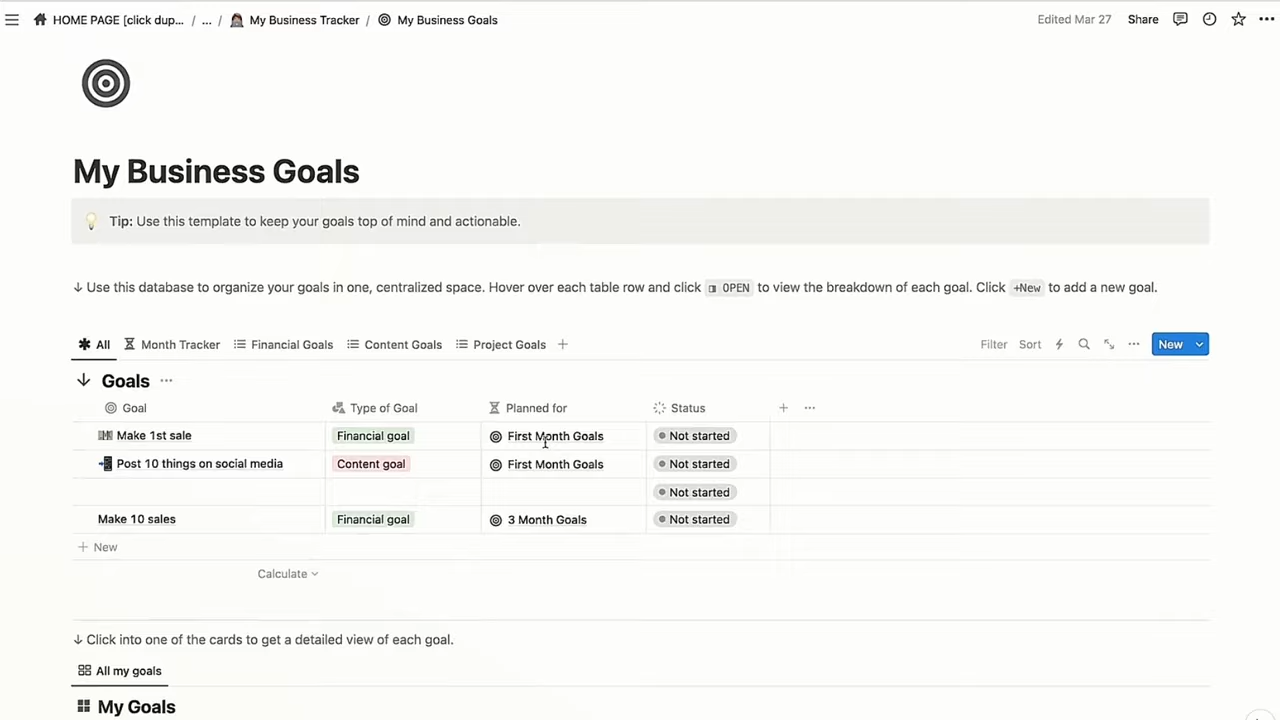 HOME PAGE [click dup... / ... / My Business Tracker / My Business Goals Edited Mar 27 Share
My Business Goals
Tip: Use this template to keep your goals top of mind and actionable.
↓ Use this database to organize your goals in one, centralized space. Hover over each table row and click OPEN to view the breakdown of each goal. Click +New to add a new goal.
All Month Tracker Financial Goals Content Goals Project Goals Filter Sort New
Goals
Goal Type of Goal Planned for Status
Make 1st sale Financial goal First Month Goals Not started
Post 10 things on social media Content goal First Month Goals Not started
Not started
Make 10 sales Financial goal 3 Month Goals Not started
+ New
Calculate
↓ Click into one of the cards to get a detailed view of each goal.
All my goals
My Goals